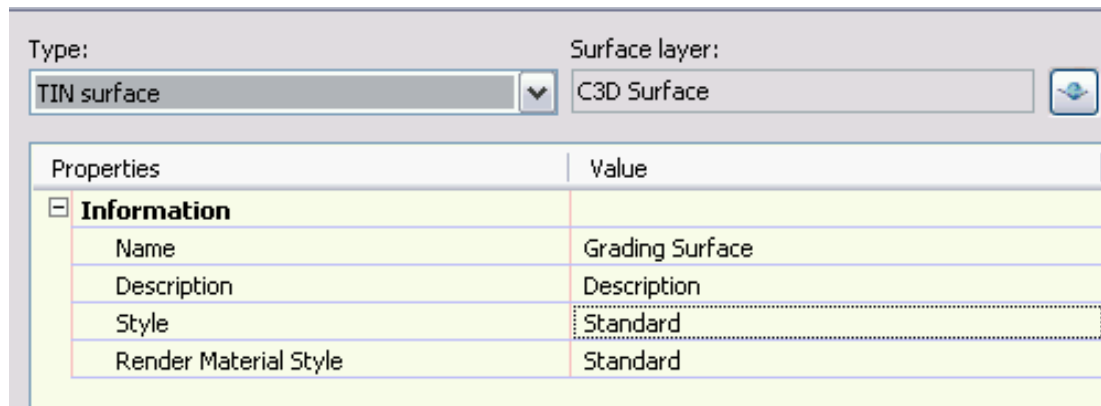 Type: Surface layer:
TIN surface C3D Surface
Properties Value
Information
Name Grading Surface
Description Description
Style Standard
Render Material Style Standard